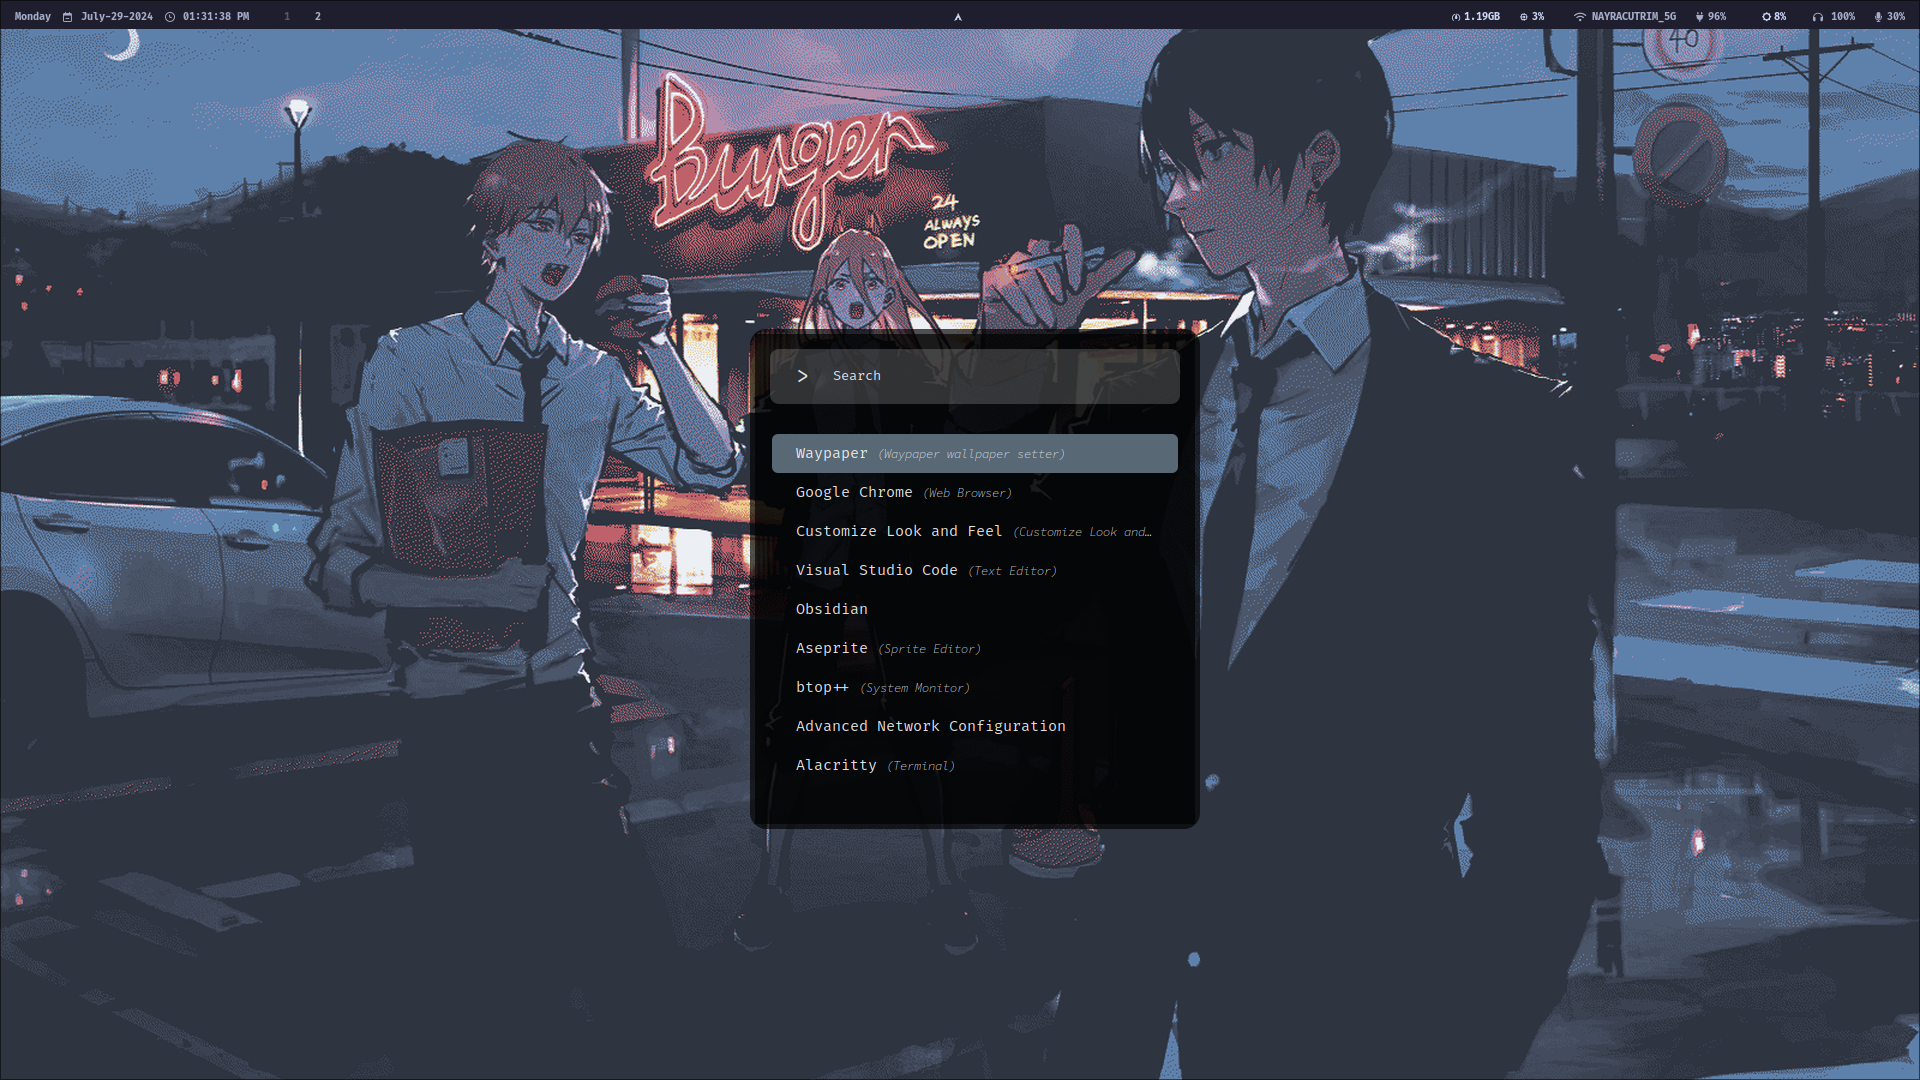 Monday July-29-2024 01:31:38 PM 1 2 1.19GB 3% NAYRACUTRIM_5G 96% 8% 100% 30%
40
Burger
24
ALWAYS
OPEN
> Search
Waypaper (Waypaper wallpaper setter)
Google Chrome (Web Browser)
Customize Look and Feel (Customize Look and…
Visual Studio Code (Text Editor)
Obsidian
Aseprite (Sprite Editor)
btop++ (System Monitor)
Advanced Network Configuration
Alacritty (Terminal)